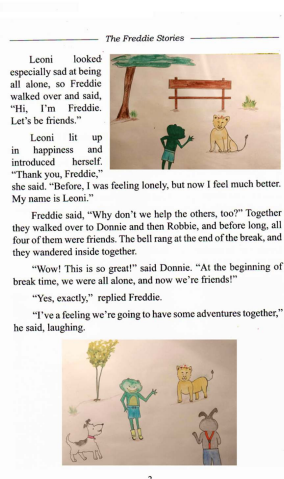 The Freddie Stories
Leoni looked
especially sad at being
all alone, so Freddie
walked over and said,
“Hi, I’m Freddie.
Let’s be friends.”
Leoni lit up
in happiness and
introduced herself.
“Thank you, Freddie,”
she said. “Before, I was feeling lonely, but now I feel much better.
My name is Leoni.”
Freddie said, “Why don’t we help the others, too?” Together
they walked over to Donnie and then Robbie, and before long, all
four of them were friends. The bell rang at the end of the break, and
they wandered inside together.
“Wow! This is so great!” said Donnie. “At the beginning of
break time, we were all alone, and now we’re friends!”
“Yes, exactly,” replied Freddie.
“I’ve a feeling we’re going to have some adventures together,”
he said, laughing.